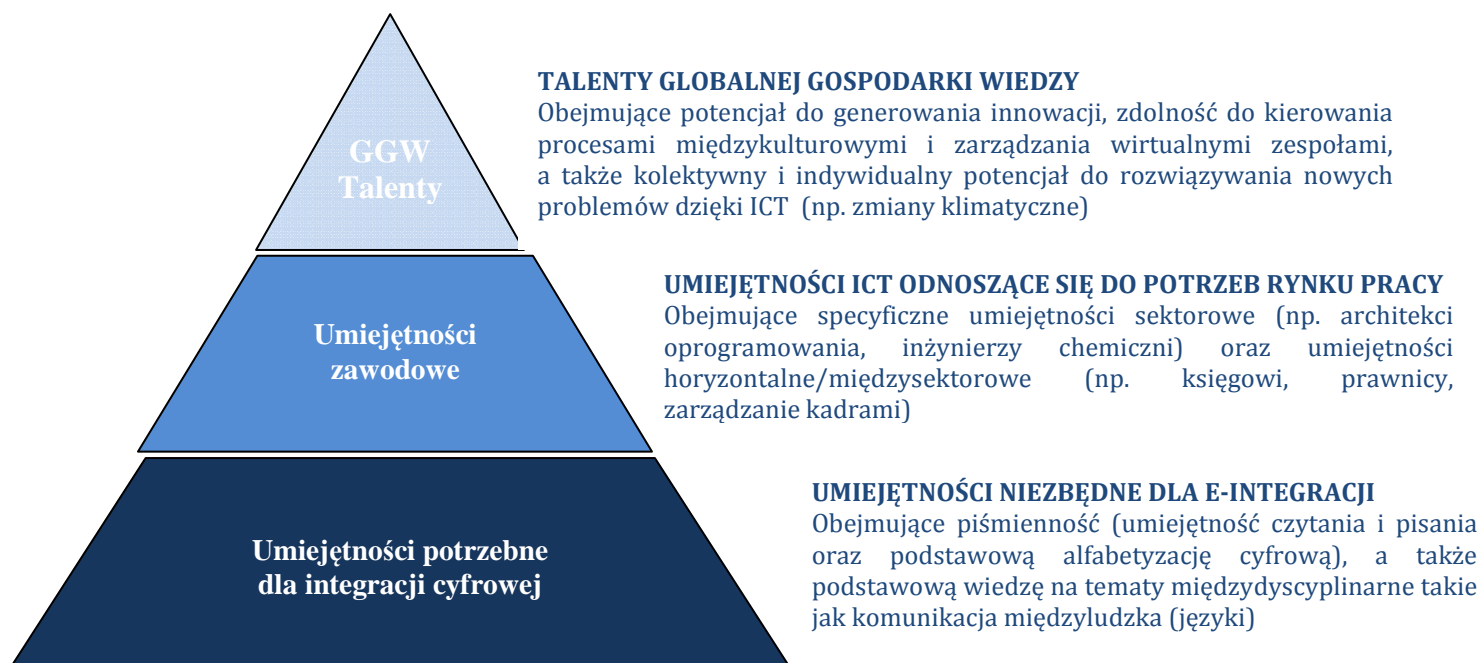 GGW
Talenty
TALENTY GLOBALNEJ GOSPODARKI WIEDZY
Obejmujące potencjał do generowania innowacji, zdolność do kierowania
procesami międzykulturowymi i zarządzania wirtualnymi zespołami,
a także kolektywny i indywidualny potencjał do rozwiązywania nowych
problemów dzięki ICT (np. zmiany klimatyczne)
Umiejętności
zawodowe
UMIEJĘTNOŚCI ICT ODNOSZĄCE SIĘ DO POTRZEB RYNKU PRACY
Obejmujące specyficzne umiejętności sektorowe (np. architekci
oprogramowania, inżynierzy chemiczni) oraz umiejętności
horyzontalne/międzysektorowe (np. księgowi, prawnicy,
zarządzanie kadrami)
Umiejętności potrzebne
dla integracji cyfrowej
UMIEJĘTNOŚCI NIEZBĘDNE DLA E-INTEGRACJI
Obejmujące piśmienność (umiejętność czytania i pisania
oraz podstawową alfabetyzację cyfrową), a także
podstawową wiedzę na tematy międzydyscyplinarne takie
jak komunikacja międzyludzka (języki)